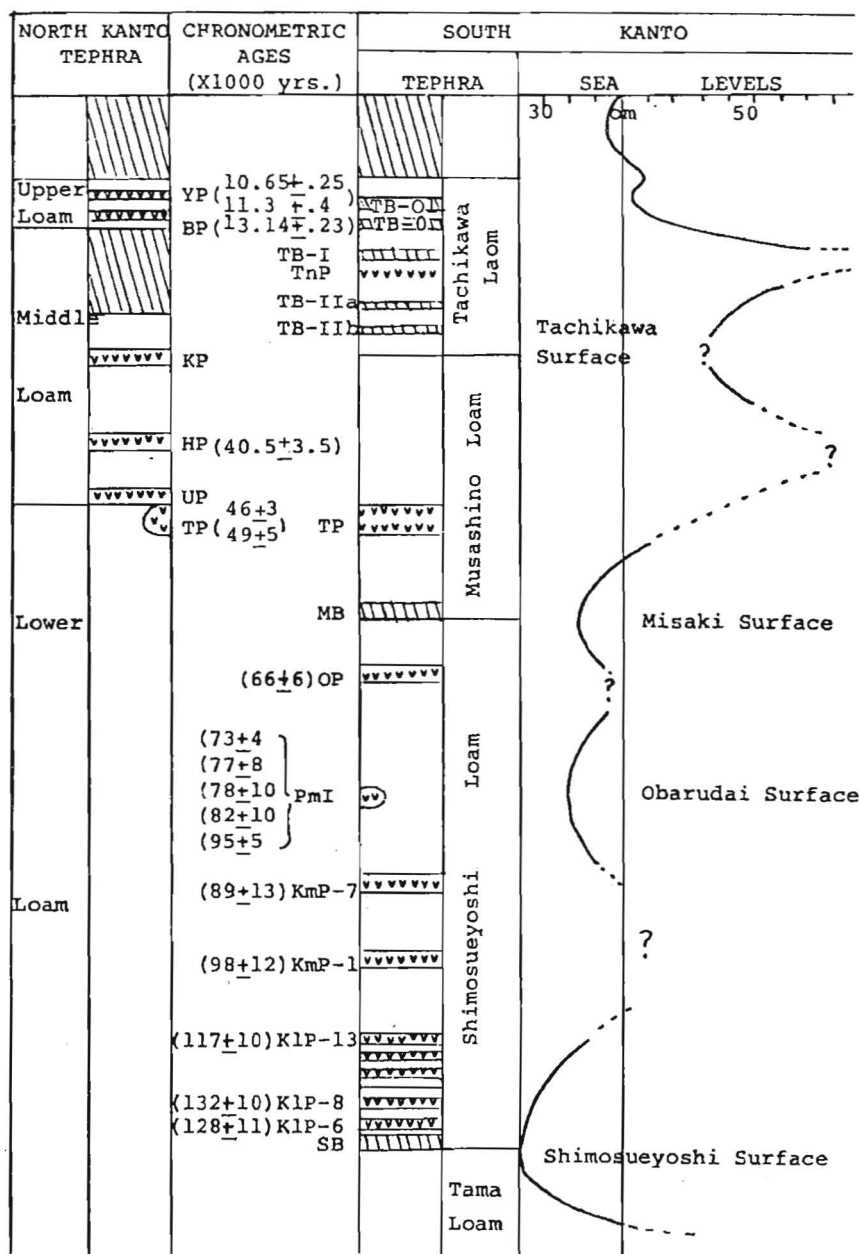 NORTH KANTO CHRONOMETRIC SOUTH KANTO
TEPHRA AGES
(X1000 yrs.) TEPHRA SEA LEVELS
30 6m 50
Upper YP (10.65±.25
11.3 ±.4 ) TB-OU
Loam BP (13.14±.23) TB-O
TB-I
TnP
TB-IIa
Middle TB-IIb
Tachikawa
Laom
Tachikawa
Surface
?
KP
Loam
HP (40.5±3.5)
?
UP
TP( 46±3
49±5 ) TP
Musashino Loam
Lower MB Misaki Surface
(66±6) OP ?
(73±4
(77±8
(78±10 PmI Obarudai Surface
(82±10
(95±5
Loam (89±13) KmP-7
?
(98±12) KmP-1
Shimosueyoshi Loam
(117±10) KlP-13
(132±10) KlP-8
(128±11) KlP-6
SB Shimosueyoshi Surface
Tama
Loam